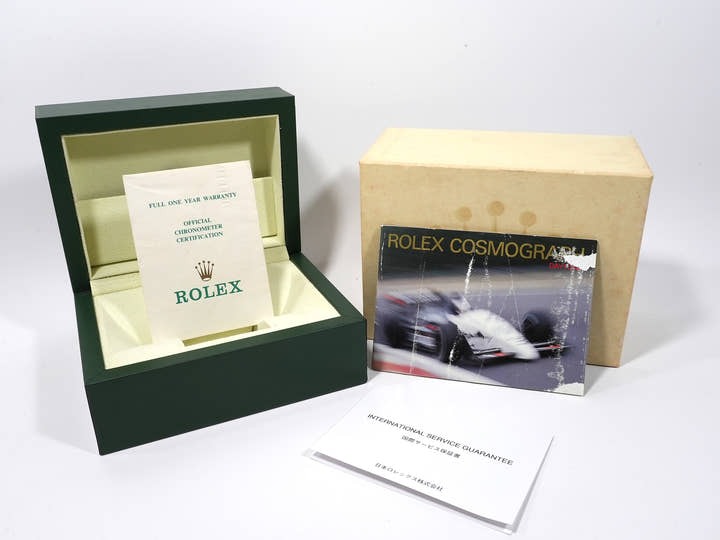 FULL ONE YEAR WARRANTY
OFFICIAL
CHRONOMETER
CERTIFICATION
ROLEX
ROLEX COSMOGRAPH
INTERNATIONAL SERVICE GUARANTEE
国際サービス保証書
日本ロレックス株式会社